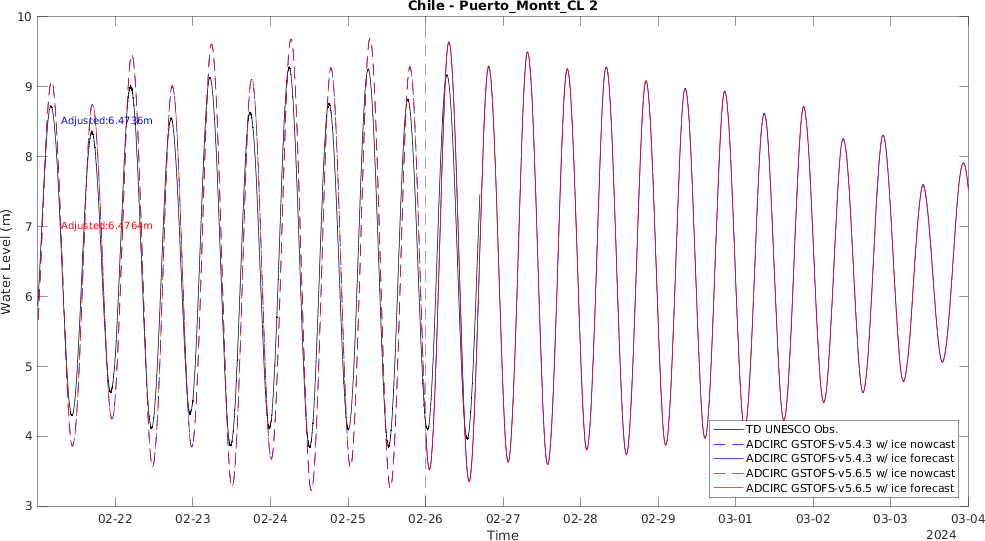 Chile - Puerto_Montt_CL 2
10
9
8
7
6
5
4
3
Water Level (m)
Adjusted:6.4736m
Adjusted:6.4764m
TD UNESCO Obs.
ADCIRC GSTOFS-v5.4.3 w/ ice nowcast
ADCIRC GSTOFS-v5.4.3 w/ ice forecast
ADCIRC GSTOFS-v5.6.5 w/ ice nowcast
ADCIRC GSTOFS-v5.6.5 w/ ice forecast
02-22 02-23 02-24 02-25 02-26 02-27 02-28 02-29 03-01 03-02 03-03 03-04
Time
2024